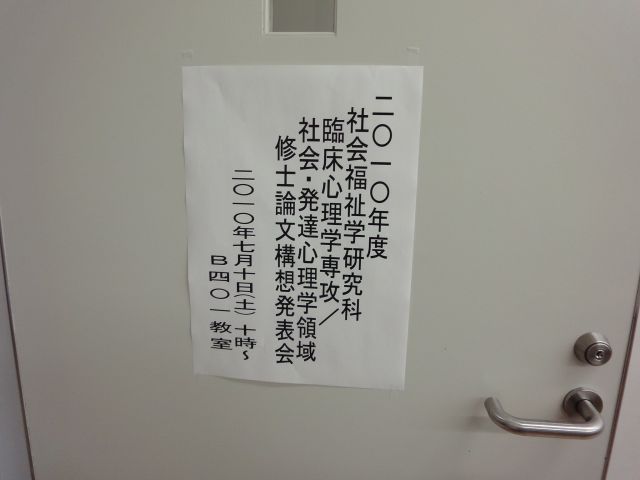 二〇一〇年度
社会福祉学研究科
臨床心理学専攻／
社会・発達心理学領域
修士論文構想発表会
二〇一〇年七月十日(土) 十時～
B四〇一教室